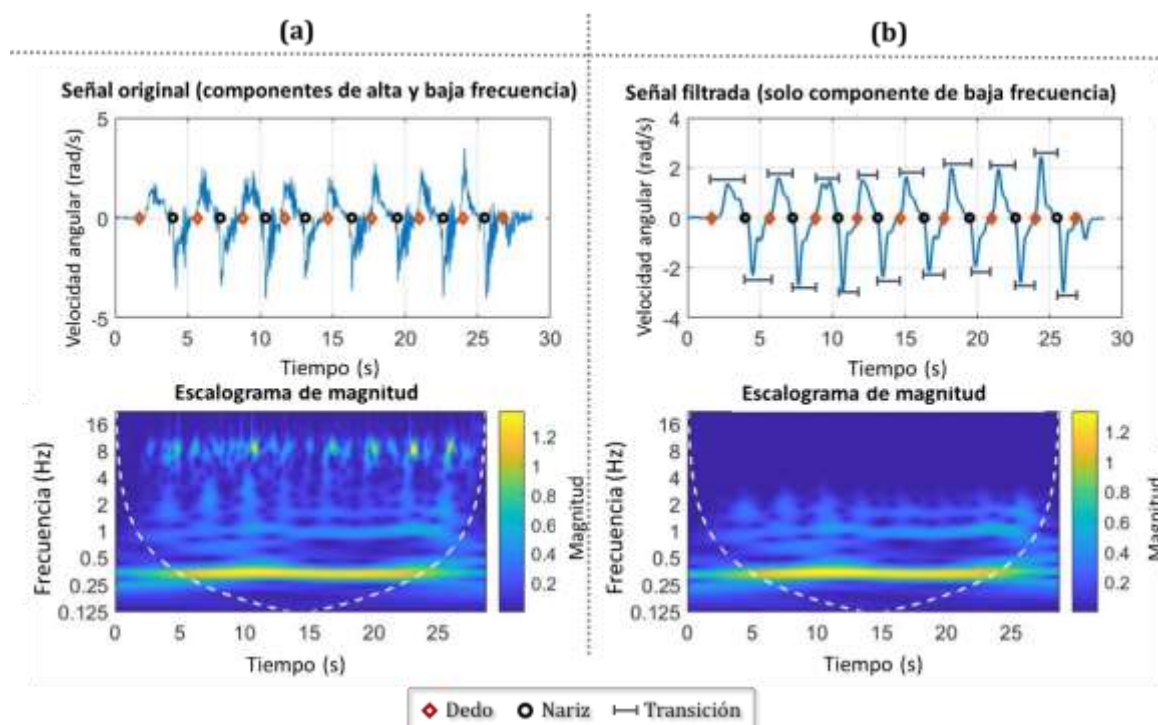 (a)
Señal original (componentes de alta y baja frecuencia)
Velocidad angular (rad/s)
5
0
-5
0 5 10 15 20 25 30
Tiempo (s)
Escalograma de magnitud
Frecuencia (Hz)
16
8
4
2
1
0.5
0.25
0.125
0 5 10 15 20 25
Tiempo (s)
1.2
1
0.8
0.6
0.4
0.2
Magnitud
(b)
Señal filtrada (solo componente de baja frecuencia)
Velocidad angular (rad/s)
4
2
0
-2
-4
0 5 10 15 20 25 30
Tiempo (s)
Escalograma de magnitud
Frecuencia (Hz)
16
8
4
2
1
0.5
0.25
0.125
0 5 10 15 20 25
Tiempo (s)
1.2
1
0.8
0.6
0.4
0.2
Magnitud
Dedo Nariz Transición